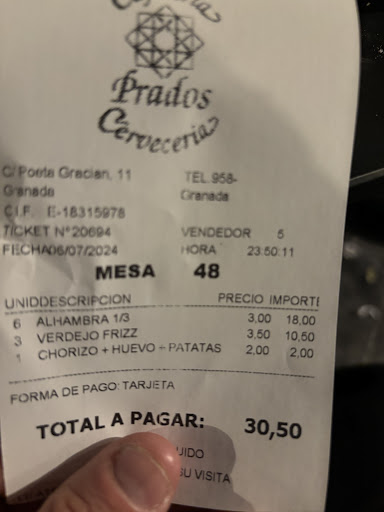 Prados
Cervecería
C/ Poeta Gracian, 11 TEL.958-
Granada Granada
C.I.F. E-18315978
TICKET Nº20694 VENDEDOR 5
FECHA06/07/2024 HORA 23:50:11
MESA 48
UNIDDESCRIPCION PRECIO IMPORTE
6 ALHAMBRA 1/3 3,00 18,00
3 VERDEJO FRIZZ 3,50 10,50
1 CHORIZO + HUEVO + PATATAS 2,00 2,00
FORMA DE PAGO: TARJETA
TOTAL A PAGAR: 30,50
UIDO
SU VISITA